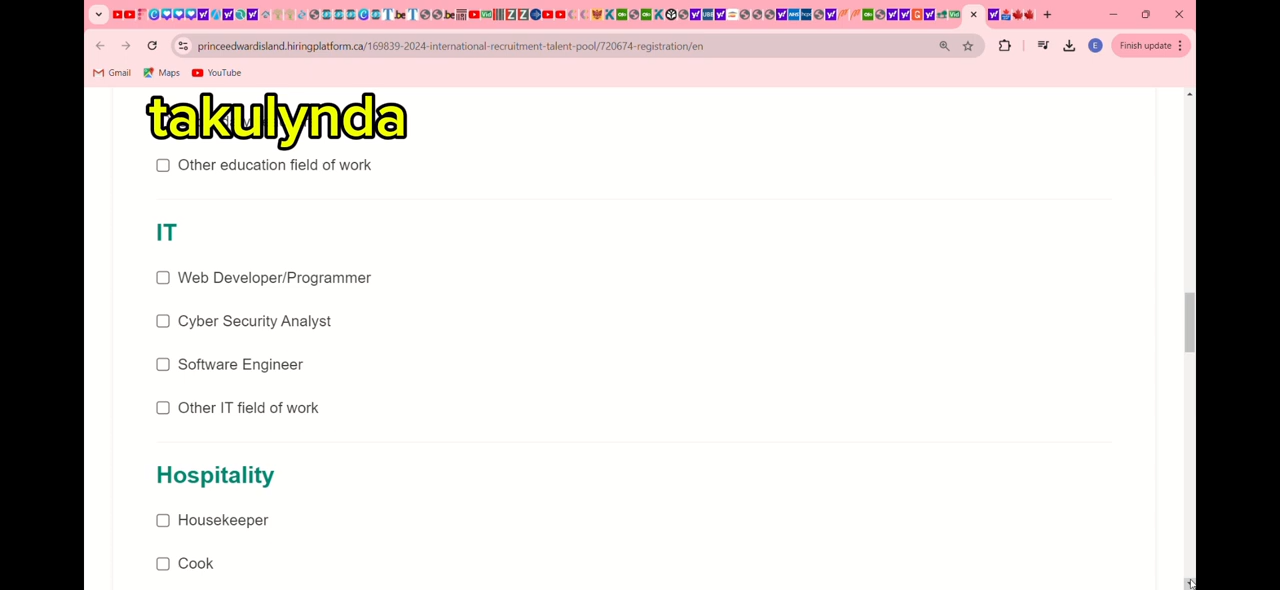 Finish update
princeedwardisland.hiringplatform.ca/169839-2024-international-recruitment-talent-pool/720674-registration/en
Gmail
Maps
YouTube
takulynda
Other education field of work
IT
Web Developer/Programmer
Cyber Security Analyst
Software Engineer
Other IT field of work
Hospitality
Housekeeper
Cook